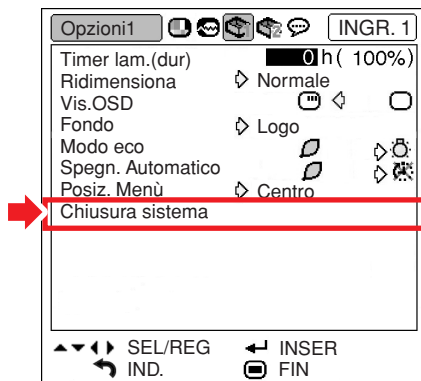 Opzioni1 INGR. 1
Timer lam.(dur) 0 h ( 100%)
Ridimensiona Normale
Vis.OSD
Fondo Logo
Modo eco
Spegn. Automatico
Posiz. Menù Centro
Chiusura sistema
SEL/REG INSER
IND. FIN